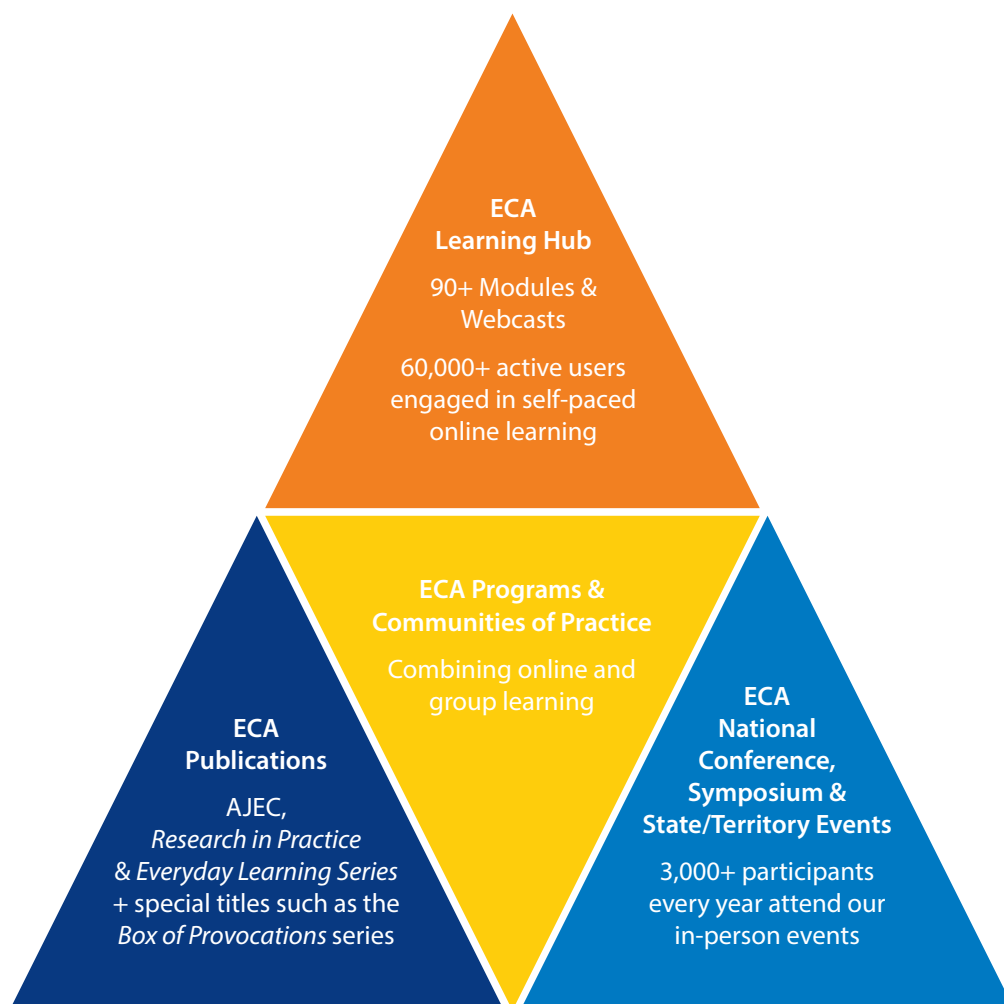 ECA
Learning Hub
90+ Modules &
Webcasts
60,000+ active users
engaged in self-paced
online learning
ECA Programs &
Communities of Practice
Combining online and
group learning
ECA
Publications
AJEC,
Research in Practice
& Everyday Learning Series
+ special titles such as the
Box of Provocations series
ECA
National
Conference,
Symposium &
State/Territory Events
3,000+ participants
every year attend our
in-person events